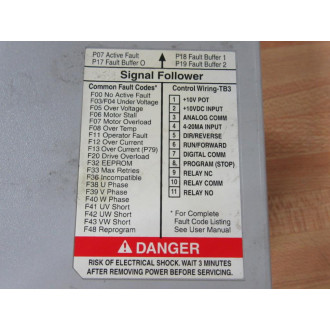 P07 Active Fault
P17 Fault Buffer O
P18 Fault Buffer 1
P19 Fault Buffer 2
Signal Follower
Common Fault Codes*
F00 No Active Fault
F03/F04 Under Voltage
F05 Over Voltage
F06 Motor Stall
F07 Motor Overload
F08 Over Temp
F11 Operator Fault
F12 Over Current
F13 Over Current (P79)
F20 Drive Overload
F32 EEPROM
F33 Max Retries
F36 Incompatible
F38 U Phase
F39 V Phase
F40 W Phase
F41 UV Short
F42 UW Short
F43 VW Short
F48 Reprogram
Control Wiring-TB3
1 +10V POT
2 +10VDC INPUT
3 ANALOG COMM
4 4-20MA INPUT
5 DIR/REVERSE
6 RUN/FORWARD
7 DIGITAL COMM
8 PROGRAM (STOP)
9 RELAY NC
10 RELAY COMM
11 RELAY NO
*For Complete
Fault Code Listing
See User Manual
DANGER
RISK OF ELECTRICAL SHOCK. WAIT 3 MINUTES
AFTER REMOVING POWER BEFORE SERVICING.